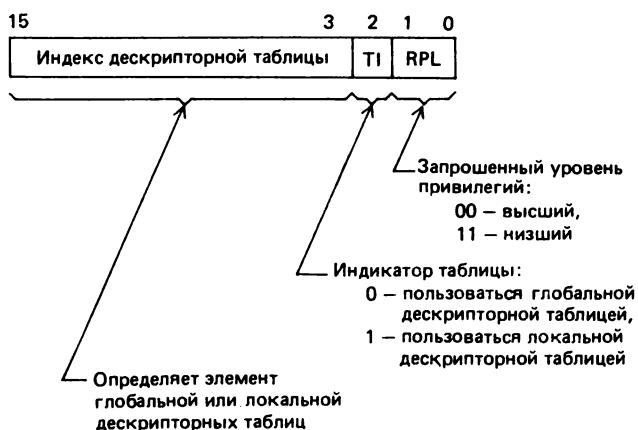 15 3 2 1 0
Индекс дескрипторной таблицы TI RPL
Запрошенный уровень
привилегий:
00 — высший,
11 — низший
Индикатор таблицы:
0 — пользоваться глобальной
дескрипторной таблицей,
1 — пользоваться локальной
дескрипторной таблицей
Определяет элемент
глобальной или локальной
дескрипторных таблиц